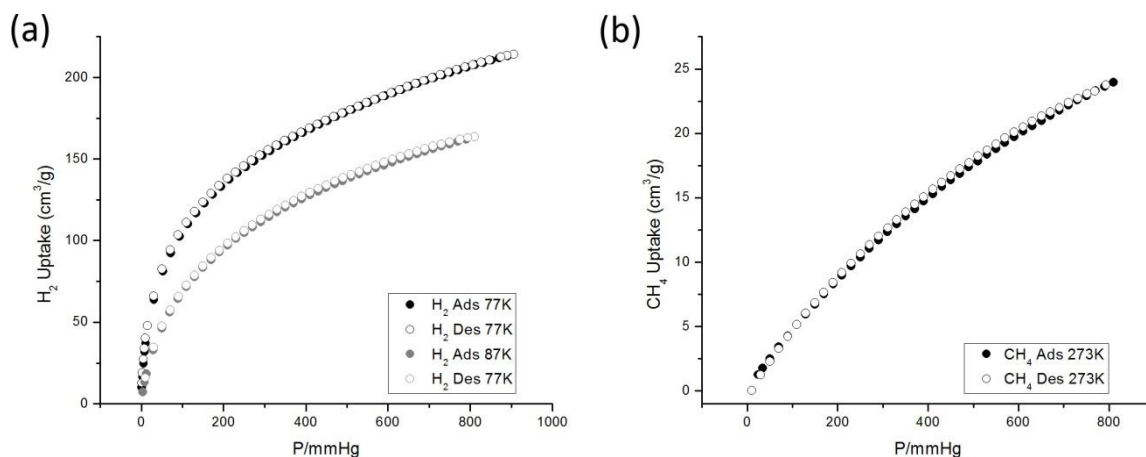 (a)
H₂ Uptake (cm³/g)
200
150
100
50
0
0 200 400 600 800 1000
P/mmHg
H₂ Ads 77K
H₂ Des 77K
H₂ Ads 87K
H₂ Des 77K
(b)
CH₄ Uptake (cm³/g)
25
20
15
10
5
0
0 200 400 600 800
P/mmHg
CH₄ Ads 273K
CH₄ Des 273K